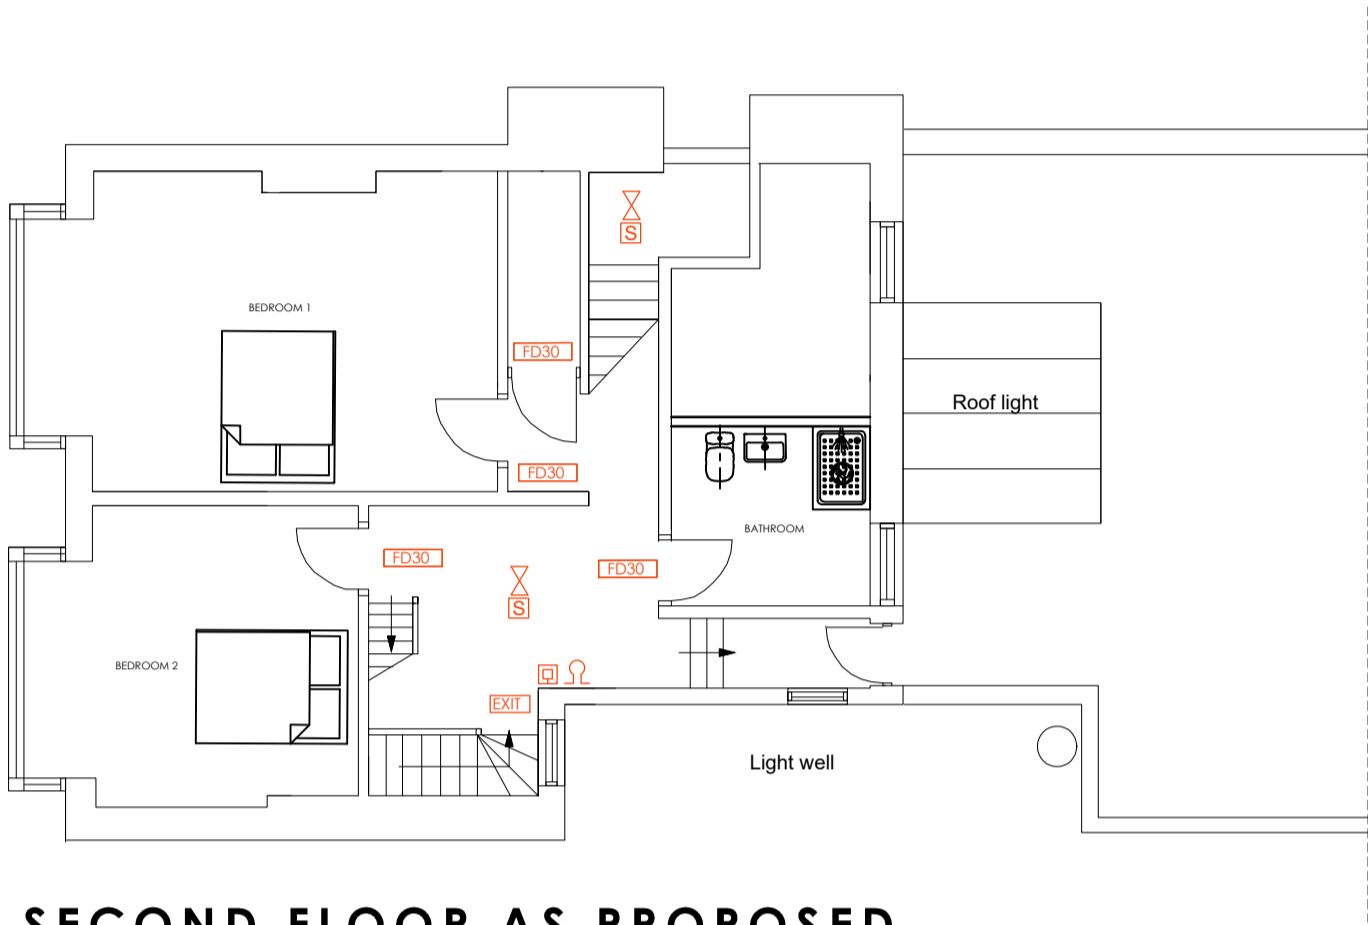 S
BEDROOM 1
FD30
Roof light
FD30
BATHROOM
FD30
FD30
S
BEDROOM 2
EXIT
Light well
SECOND FLOOR AS PROPOSED